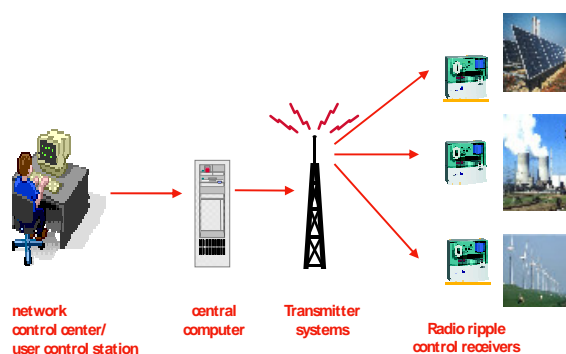 network
control center/
user control station
central
computer
Transmitter
systems
Radio ripple
control receivers